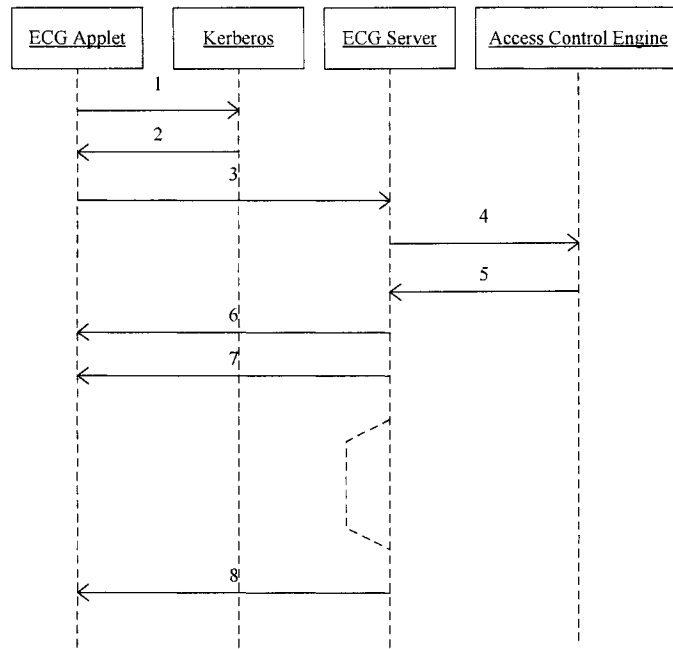 ECG Applet
Kerberos
ECG Server
Access Control Engine
1
2
3
4
5
6
7
8